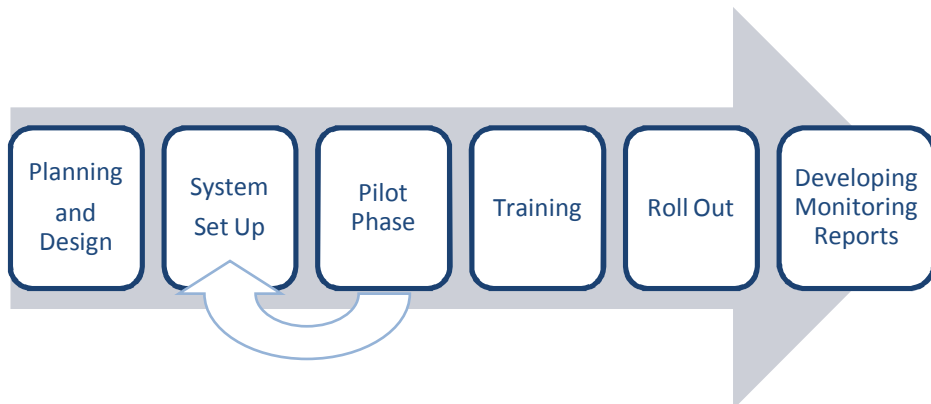 Planning
and
Design
System
Set Up
Pilot
Phase
Training
Roll Out
Developing
Monitoring
Reports